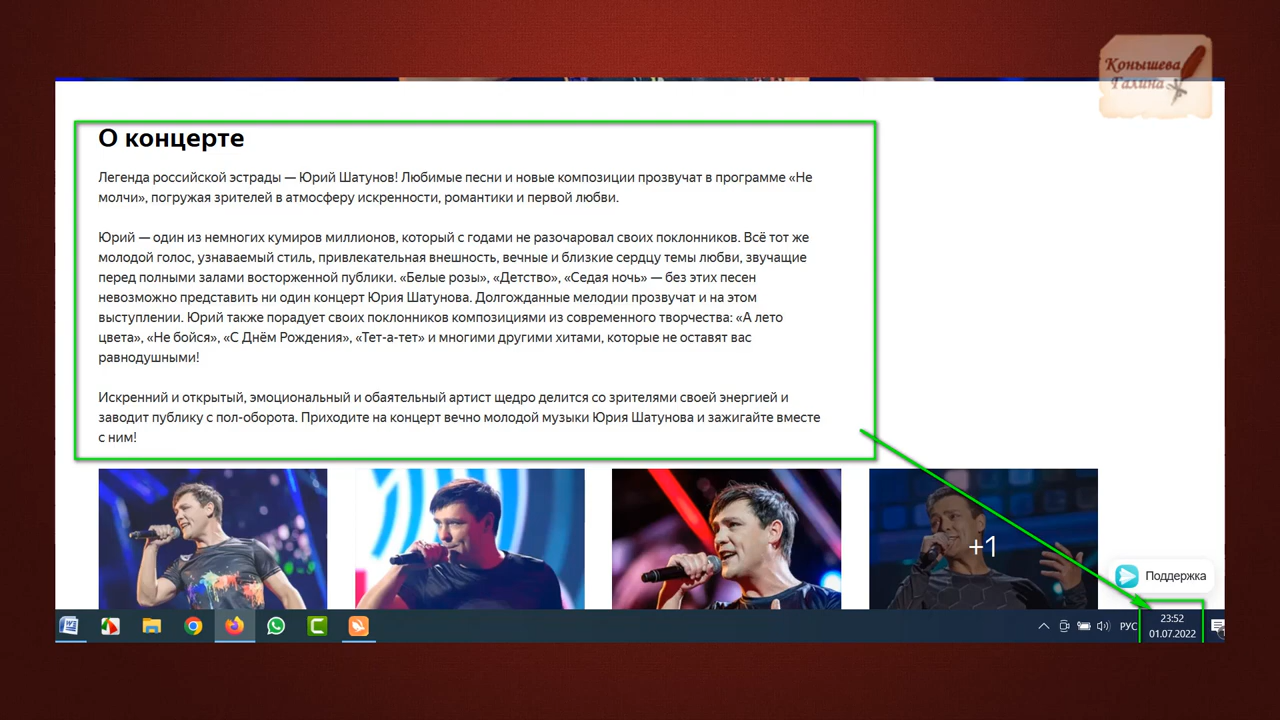 Конышева
Галина
О концерте
Легенда российской эстрады — Юрий Шатунов! Любимые песни и новые композиции прозвучат в программе «Не
молчи», погружая зрителей в атмосферу искренности, романтики и первой любви.
Юрий — один из немногих кумиров миллионов, который с годами не разочаровал своих поклонников. Всё тот же
молодой голос, узнаваемый стиль, привлекательная внешность, вечные и близкие сердцу темы любви, звучащие
перед полными залами восторженной публики. «Белые розы», «Детство», «Седая ночь» — без этих песен
невозможно представить ни один концерт Юрия Шатунова. Долгожданные мелодии прозвучат и на этом
выступлении. Юрий также порадует своих поклонников композициями из современного творчества: «А лето
цвета», «Не бойся», «С Днём Рождения», «Тет-а-тет» и многими другими хитами, которые не оставят вас
равнодушными!
Искренний и открытый, эмоциональный и обаятельный артист щедро делится со зрителями своей энергией и
заводит публику с пол-оборота. Приходите на концерт вечно молодой музыки Юрия Шатунова и зажигайте вместе
с ним!
+1
Поддержка
РУС
23:52
01.07.2022